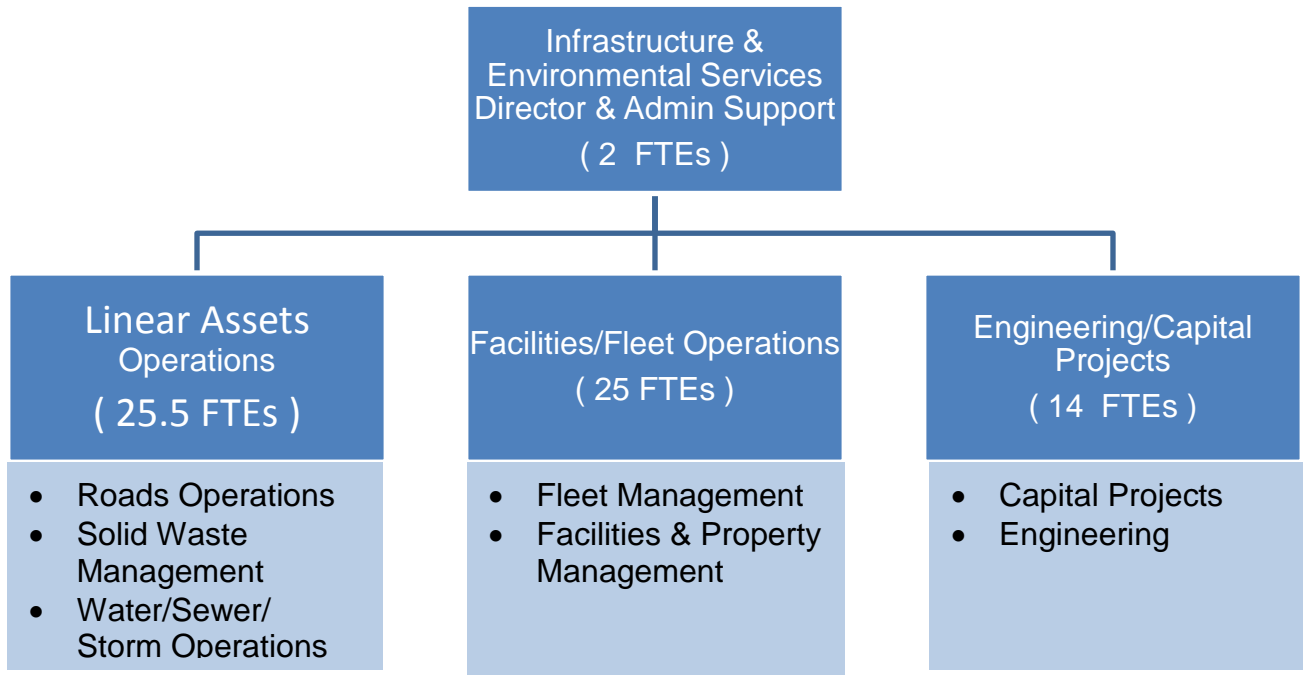 Infrastructure &
Environmental Services
Director & Admin Support
( 2 FTEs )
Linear Assets
Operations
( 25.5 FTEs )
• Roads Operations
• Solid Waste
Management
• Water/Sewer/
Storm Operations
Facilities/Fleet Operations
( 25 FTEs )
• Fleet Management
• Facilities & Property
Management
Engineering/Capital
Projects
( 14 FTEs )
• Capital Projects
• Engineering